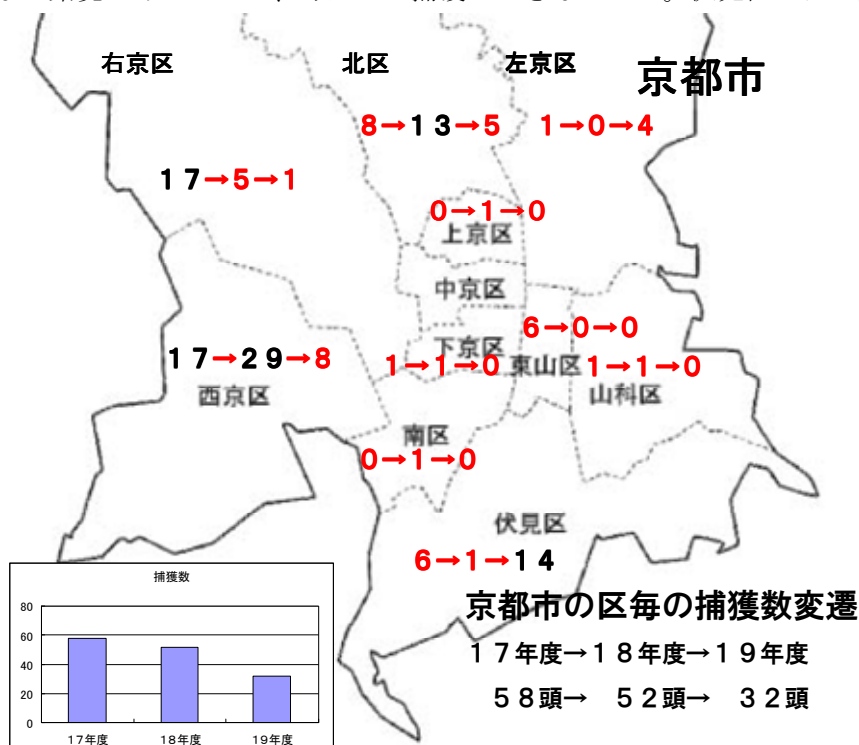 右京区
北区
左京区
京都市
8→13→5
1→0→4
17→5→1
0→1→0
上京区
中京区
6→0→0
下京区
17→29→8
1→1→0
東山区
1→1→0
西京区
山科区
南区
0→1→0
伏見区
6→1→14
捕獲数
80
60
40
20
0
17年度 18年度 19年度
京都市の区毎の捕獲数変遷
17年度→18年度→19年度
58頭→ 52頭→ 32頭